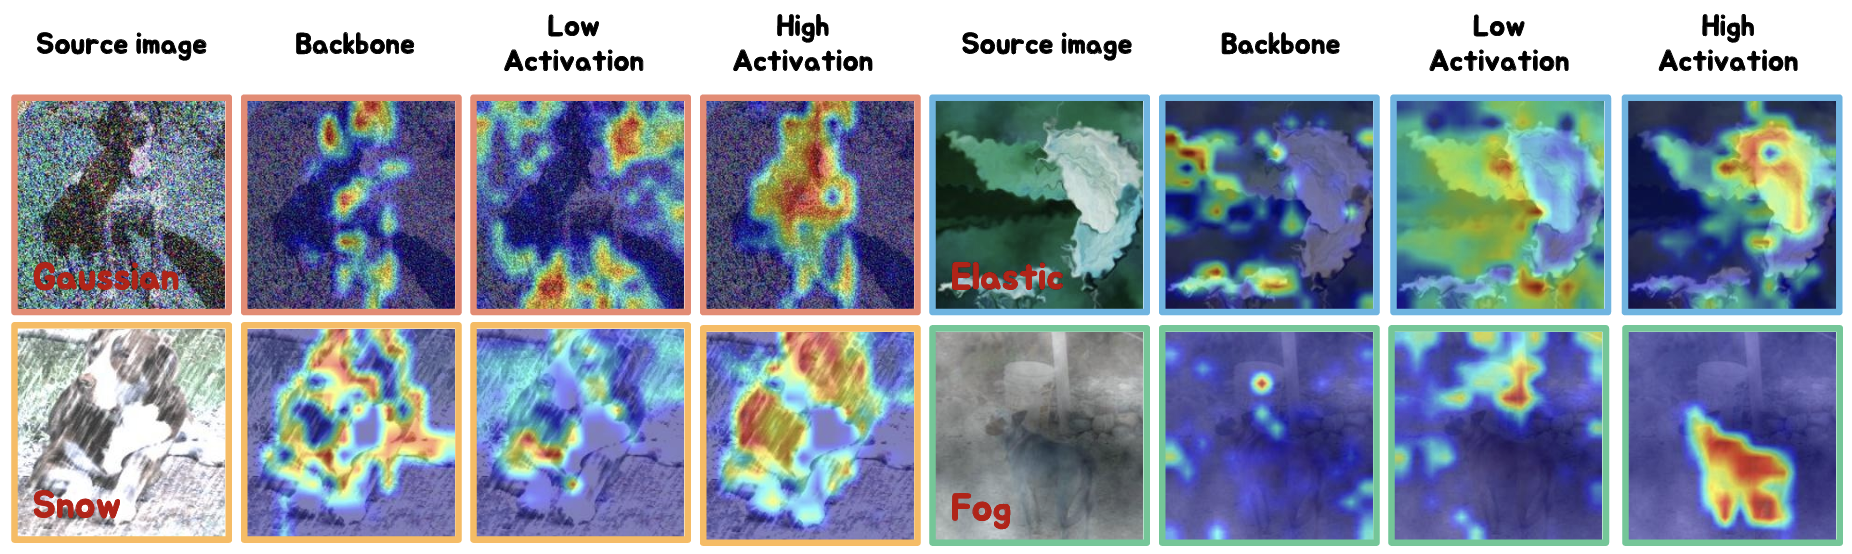 Source image
Backbone
Low
Activation
High
Activation
Source image
Backbone
Low
Activation
High
Activation
Gaussian
Elastic
Snow
Fog